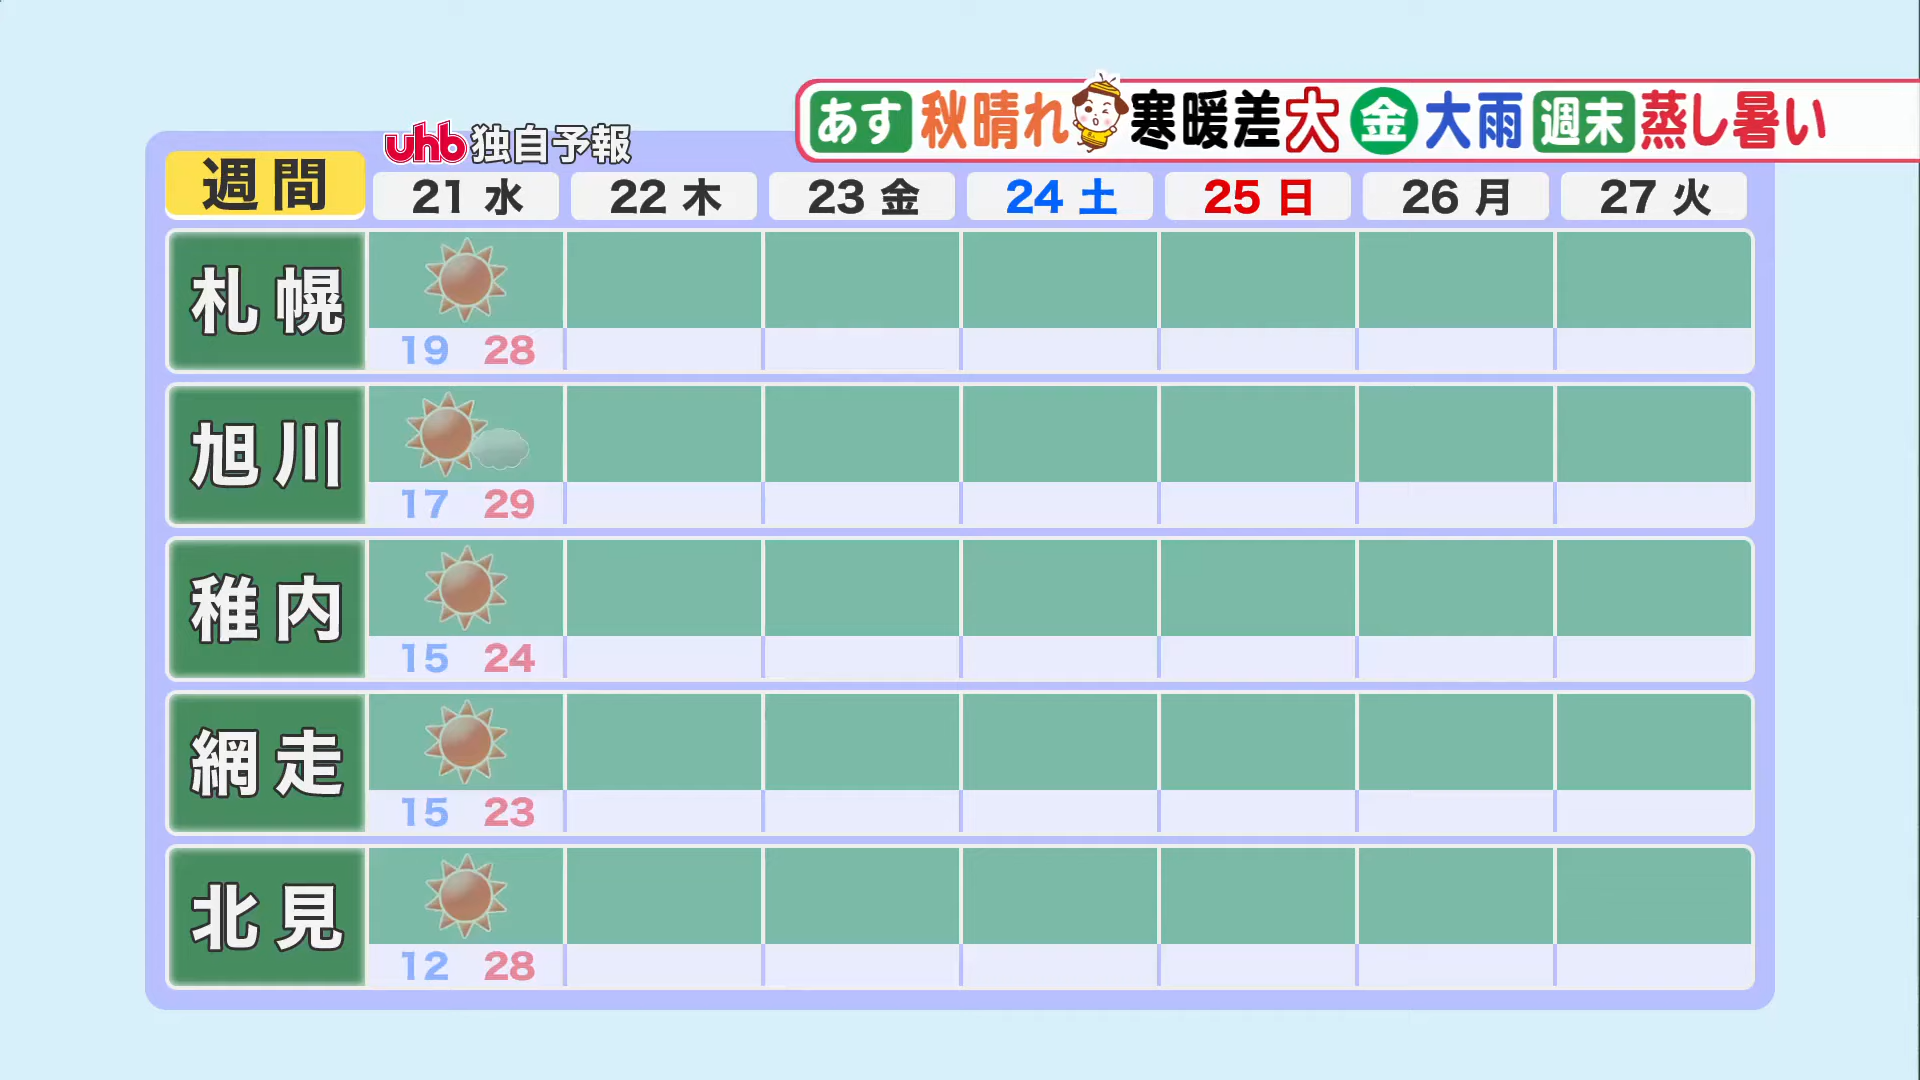 あす 秋晴れ 寒暖差大 金 大雨 週末 蒸し暑い
uhb 独自予報
週間 21 水 22 木 23 金 24 土 25 日 26 月 27 火
札幌
19 28
旭川
17 29
稚内
15 24
網走
15 23
北見
12 28